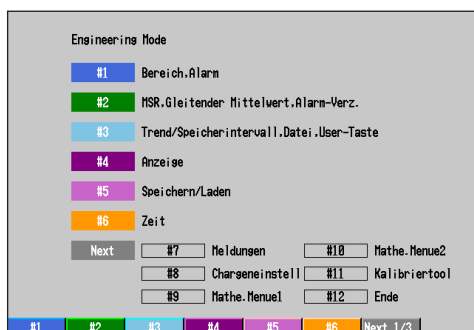 Engineering Mode
#1 Bereich,Alarm
#2 MSR,Gleitender Mittelwert,Alarm-Verz.
#3 Trend/Speicherintervall,Datei,User-Taste
#4 Anzeige
#5 Speichern/Laden
#6 Zeit
Next #7 Meldungen #10 Mathe.Menue2
#8 Chargeneinstell #11 Kalibriertool
#9 Mathe.Menue1 #12 Ende
#1 #2 #3 #4 #5 #6 Next 1/3